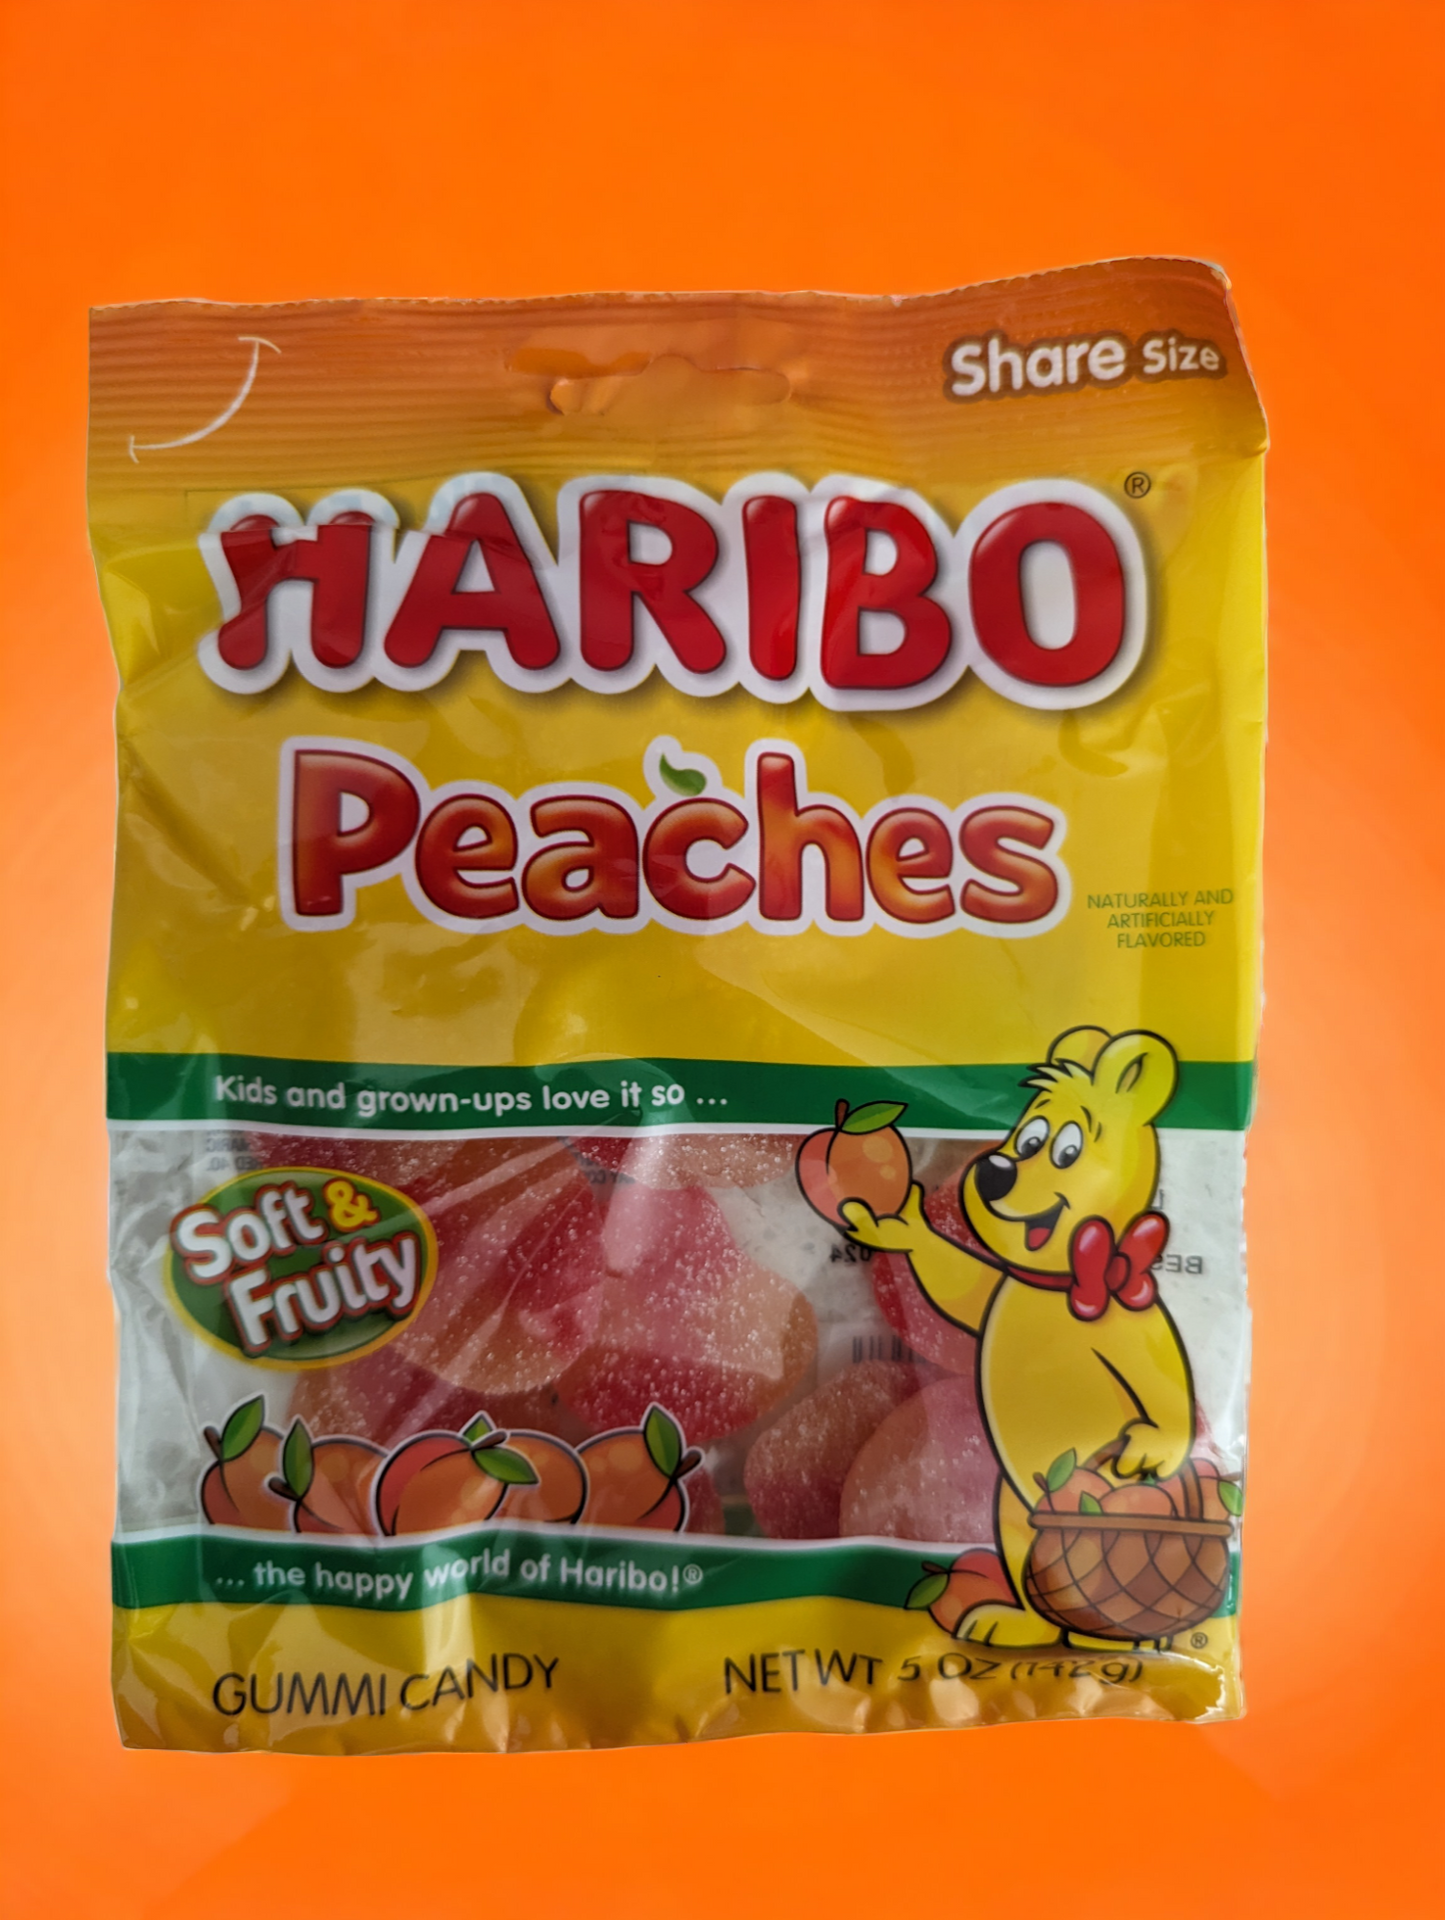 Share Size
HARIBO®
Peaches
NATURALLY AND
ARTIFICIALLY
FLAVORED
Kids and grown-ups love it so ...
Soft &
Fruity
... the happy world of Haribo!®
®
GUMMI CANDY
NET WT 5 OZ (142g)